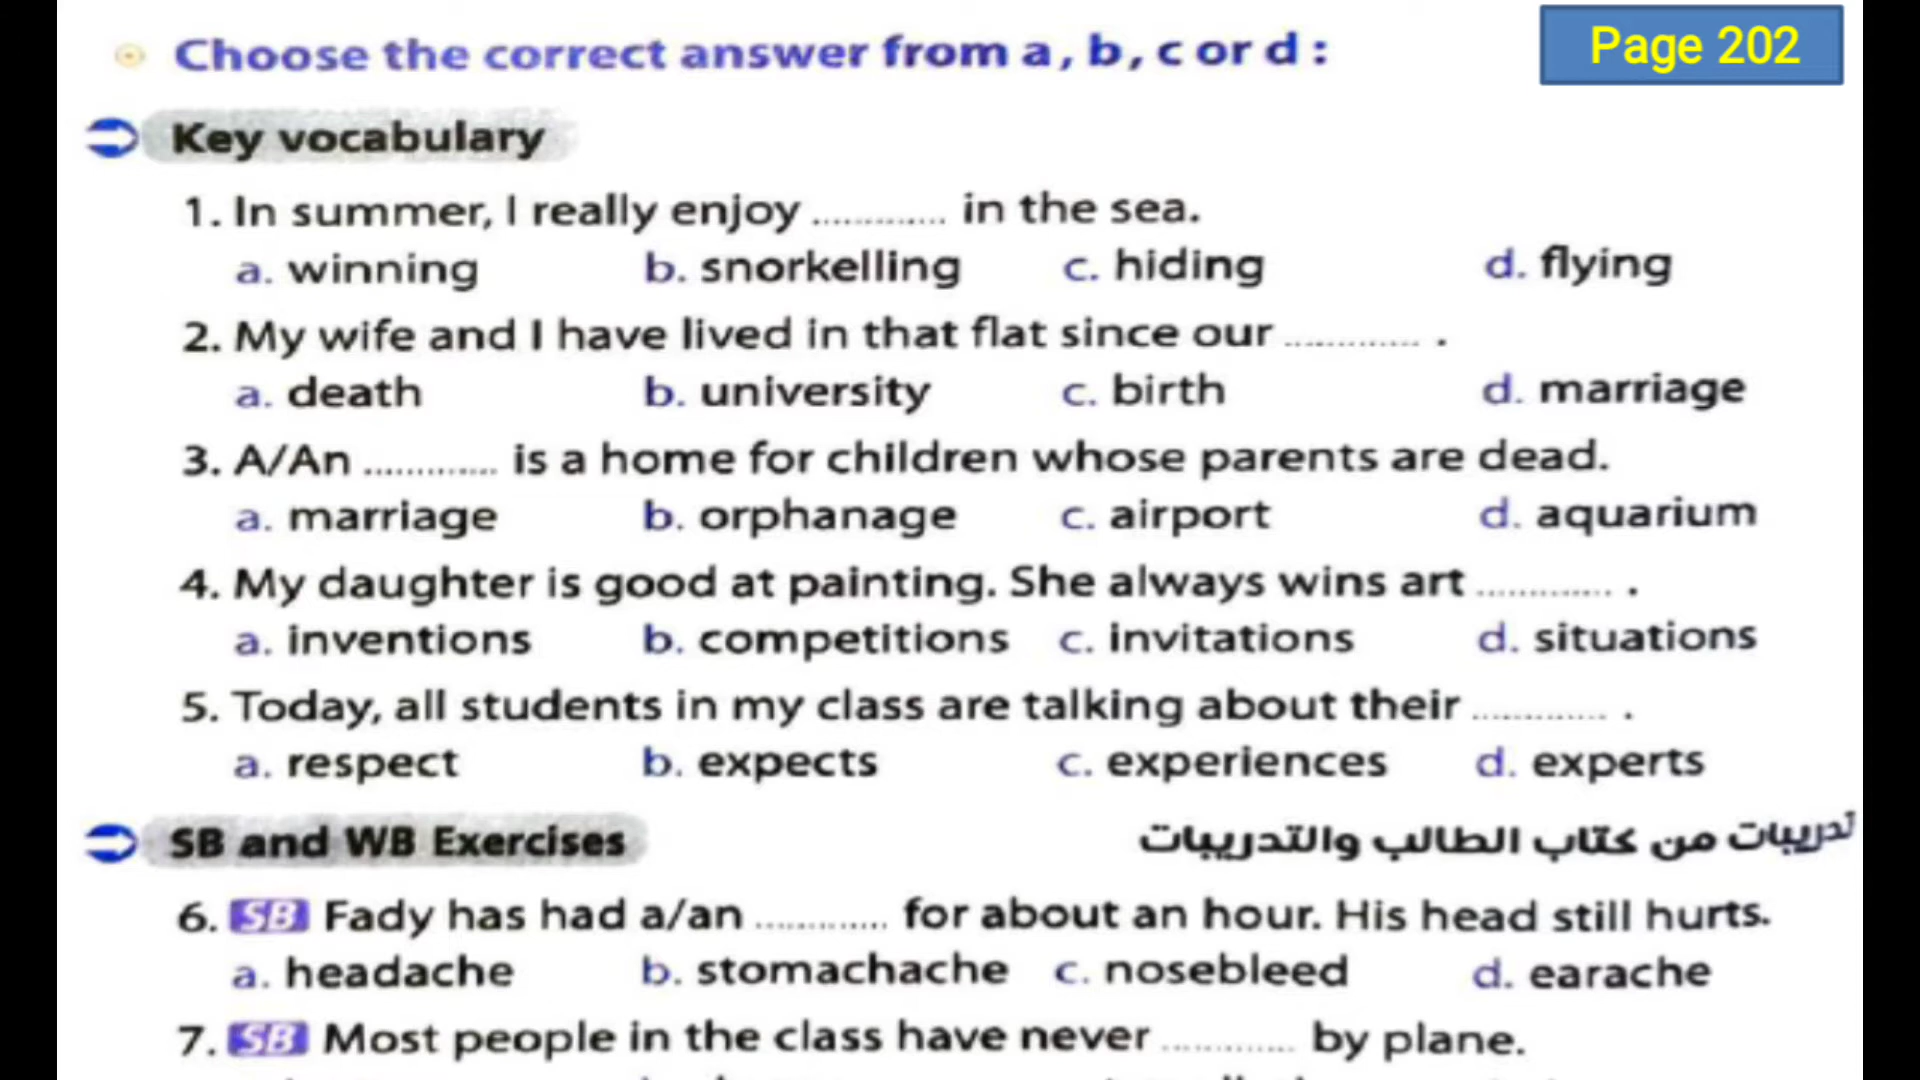 Choose the correct answer from a, b, c or d :
Page 202
Key vocabulary
1. In summer, I really enjoy ............. in the sea.
a. winning b. snorkelling c. hiding d. flying
2. My wife and I have lived in that flat since our ............. .
a. death b. university c. birth d. marriage
3. A/An ............. is a home for children whose parents are dead.
a. marriage b. orphanage c. airport d. aquarium
4. My daughter is good at painting. She always wins art ............. .
a. inventions b. competitions c. invitations d. situations
5. Today, all students in my class are talking about their ............. .
a. respect b. expects c. experiences d. experts
SB and WB Exercises تدريبات من كتاب الطالب والتدريبات
6. SB Fady has had a/an ............. for about an hour. His head still hurts.
a. headache b. stomachache c. nosebleed d. earache
7. SB Most people in the class have never ............. by plane.